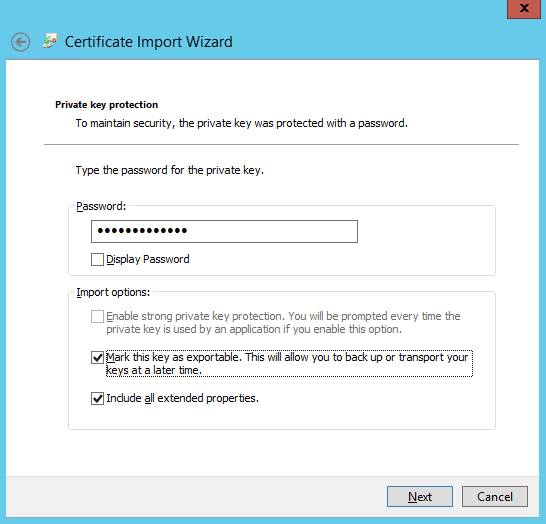 x
Certificate Import Wizard
Private key protection
To maintain security, the private key was protected with a password.
Type the password for the private key.
Password:
•••••••••••••
Display Password
Import options:
Enable strong private key protection. You will be prompted every time the
private key is used by an application if you enable this option.
Mark this key as exportable. This will allow you to back up or transport your
keys at a later time.
Include all extended properties.
Next
Cancel